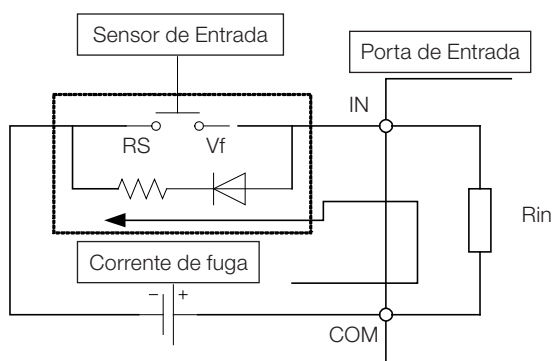 Sensor de Entrada
Porta de Entrada
IN
RS Vf
Rin
Corrente de fuga
− +
COM